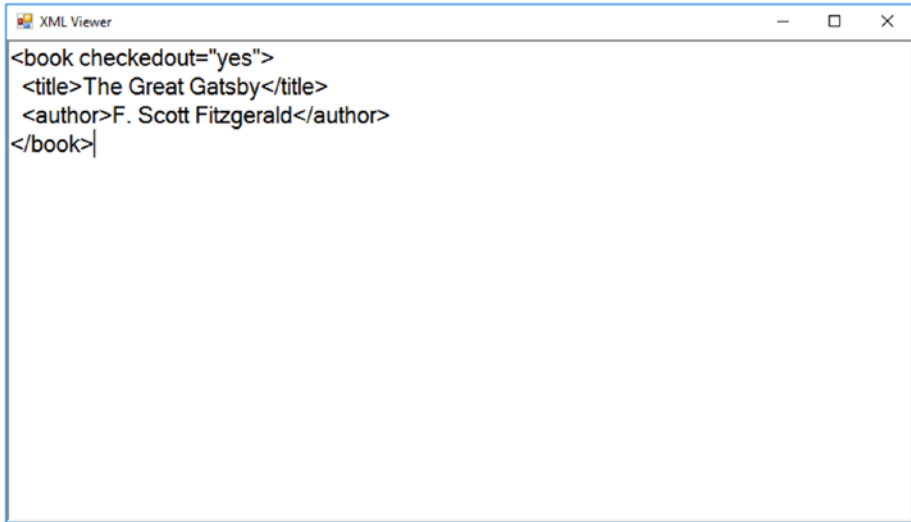 XML Viewer
<book checkedout="yes">
  <title>The Great Gatsby</title>
  <author>F. Scott Fitzgerald</author>
</book>